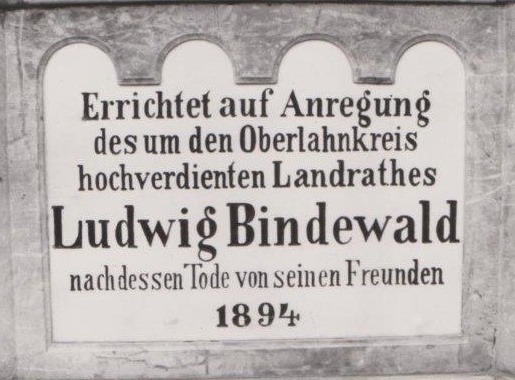 Errichtet auf Anregung
des um den Oberlahnkreis
hochverdienten Landrathes
Ludwig Bindewald
nach dessen Tode von seinen Freunden
1894